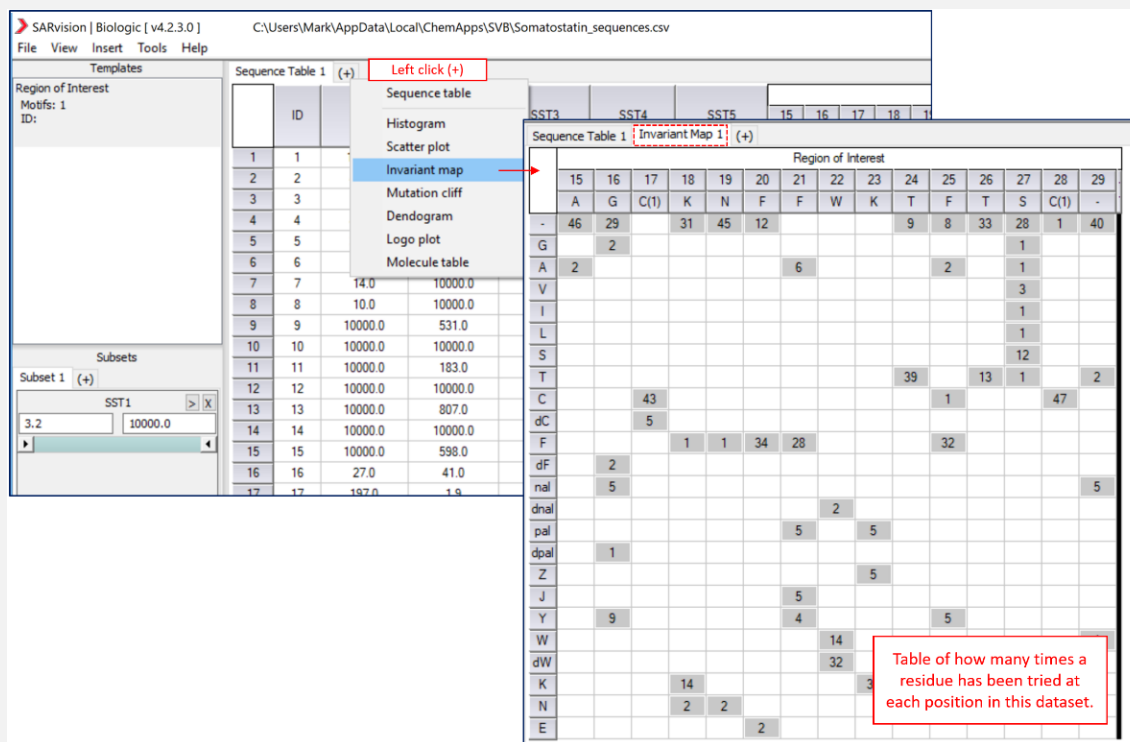 SARvision | Biologic [ v4.2.3.0 ] C:\Users\Mark\AppData\Local\ChemApps\SVB\Somatostatin_sequences.csv
File View Insert Tools Help
Templates
Region of Interest
Motifs: 1
ID:
Subsets
Subset 1 (+)
SST1 > X
3.2 10000.0
Sequence Table 1 (+) Left click (+)
ID SST3 SST4 SST5 15 16 17 18
Sequence table
Histogram
Scatter plot
Invariant map
Mutation cliff
Dendogram
Logo plot
Molecule table
1 1
2 2
3 3
4 4
5 5
6 6
7 7 14.0 10000.0
8 8 10.0 10000.0
9 9 10000.0 531.0
10 10 10000.0 10000.0
11 11 10000.0 183.0
12 12 10000.0 10000.0
13 13 10000.0 807.0
14 14 10000.0 10000.0
15 15 10000.0 598.0
16 16 27.0 41.0
17 17 197.0 1.9
Sequence Table 1 Invariant Map 1 (+)
Region of Interest
15 16 17 18 19 20 21 22 23 24 25 26 27 28 29
A G C(1) K N F F W K T F T S C(1) -
- 46 29 31 45 12 9 8 33 28 1 40
G 2 1
A 2 6 2 1
V 3
I 1
L 1
S 12
T 39 13 1 2
C 43 1 47
dC 5
F 1 1 34 28 32
dF 2
nal 5 5
dnal 2
pal 5 5
dpal 1
Z 5
J 5
Y 9 4 5
W 14
dW 32
K 14
N 2 2
E 2
Table of how many times a
residue has been tried at
each position in this dataset.